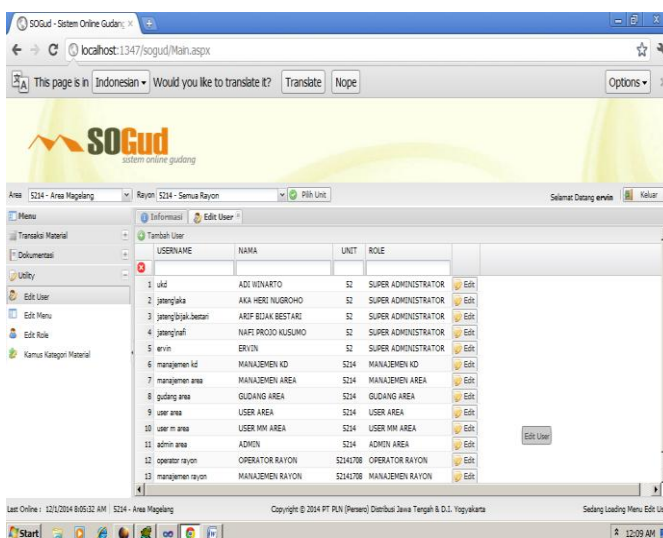 SOGud - Sistem Online Gudang
localhost:1347/sogud/Main.aspx
This page is in Indonesian Would you like to translate it? Translate Nope Options
SOGud
sistem online gudang
Area 5214 - Area Magelang Rayon 5214 - Semua Rayon Pilih Unit Selamat Datang ervin Keluar
Menu Informasi Edit User
Transaksi Material Tambah User
Dokumentasi USERNAME NAMA UNIT ROLE
Utility
Edit User 1 ukd ADI WINARTO 52 SUPER ADMINISTRATOR Edit
Edit Menu 2 jateng\aka AKA HERI NUGROHO 52 SUPER ADMINISTRATOR Edit
Edit Role 3 jateng\bijak.bestari ARIF BIJAK BESTARI 52 SUPER ADMINISTRATOR Edit
Kamus Kategori Material 4 jateng\nafi NAFI PROJO KUSUMO 52 SUPER ADMINISTRATOR Edit
5 ervin ERVIN 52 SUPER ADMINISTRATOR Edit
6 manajemen kd MANAJEMEN KD 5214 MANAJEMEN KD Edit
7 manajemen area MANAJEMEN AREA 5214 MANAJEMEN AREA Edit
8 gudang area GUDANG AREA 5214 GUDANG AREA Edit
9 user area USER AREA 5214 USER AREA Edit
10 user m area USER MM AREA 5214 USER MM AREA Edit
11 admin area ADMIN 5214 ADMIN AREA Edit
Edit User
12 operator rayon OPERATOR RAYON 52141708 OPERATOR RAYON Edit
13 manajemen rayon MANAJEMEN RAYON 52141708 MANAJEMEN RAYON Edit
Last Online : 12/1/2014 8:05:32 AM 5214 - Area Magelang Copyright © 2014 PT PLN (Persero) Distribusi Jawa Tengah & D.I. Yogyakarta Sedang Loading Menu Edit Us
Start 12:09 AM